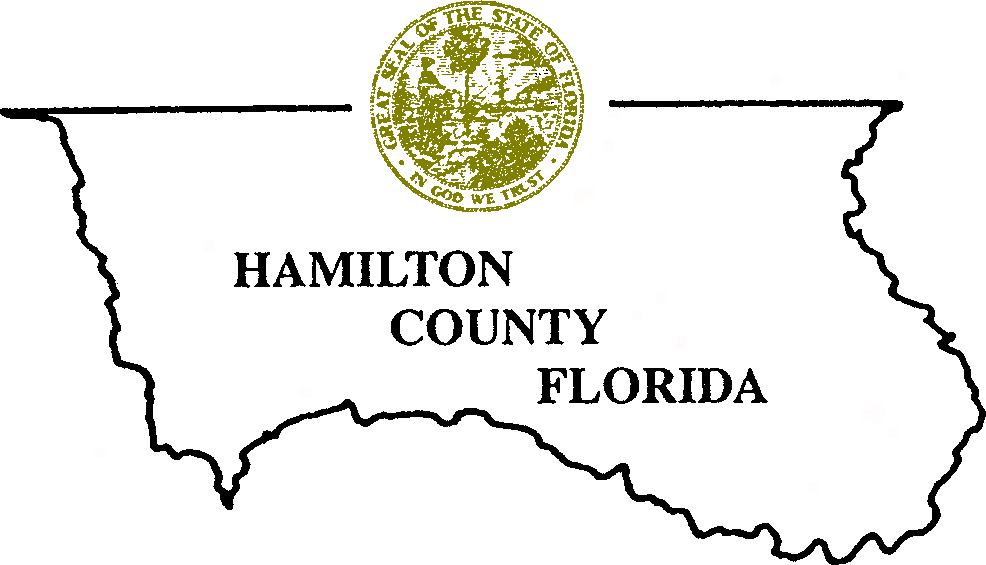 GREAT SEAL OF THE STATE OF FLORIDA
• IN GOD WE TRUST •
HAMILTON
COUNTY
FLORIDA